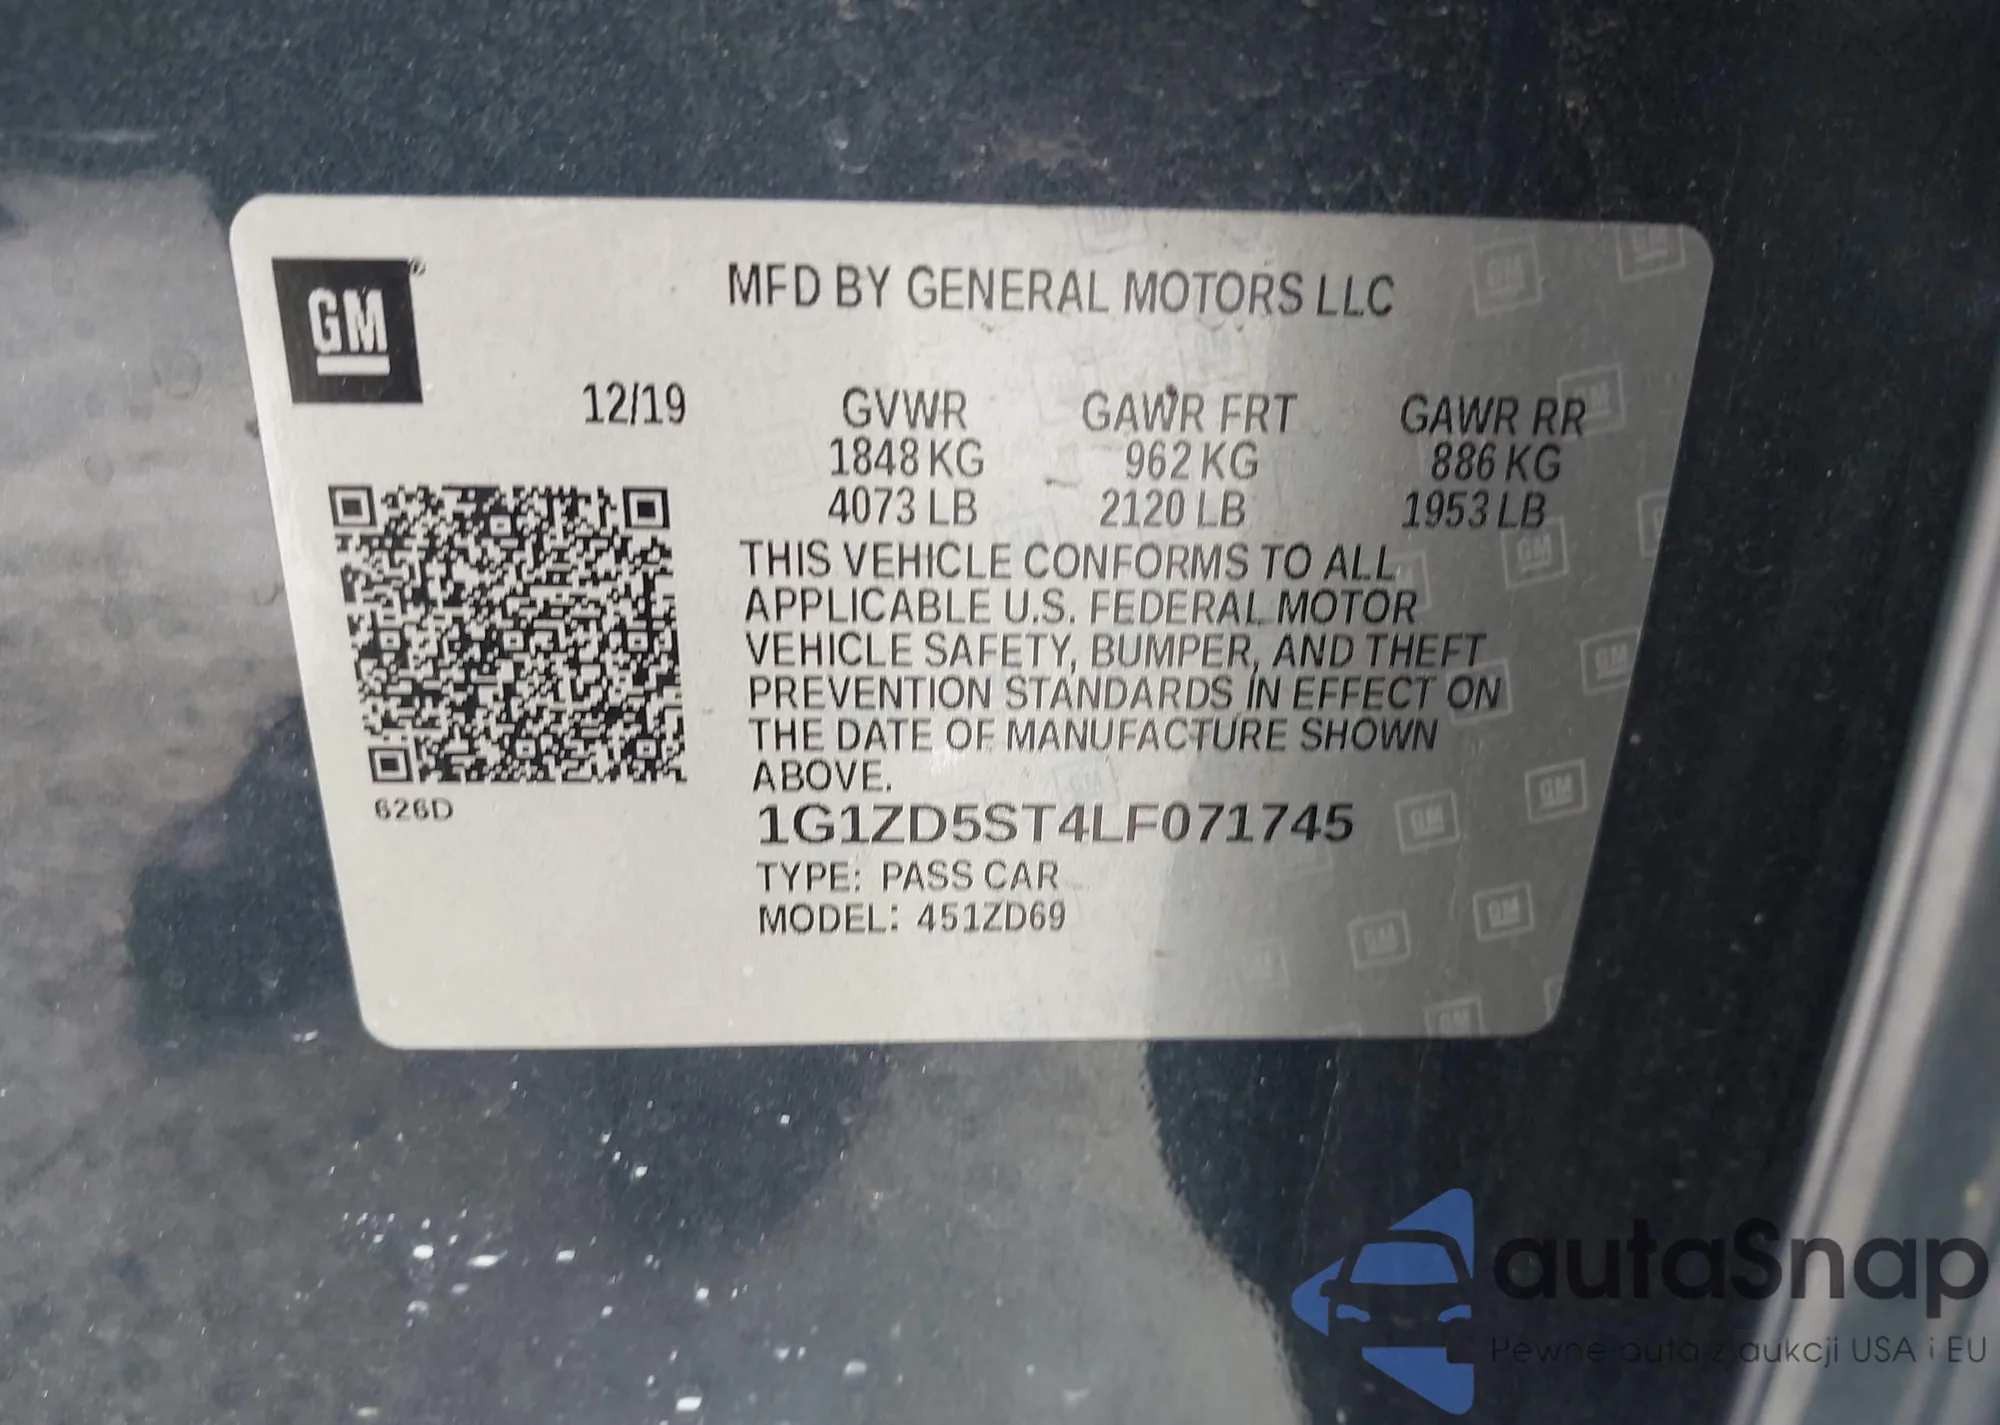 GM
MFD BY GENERAL MOTORS LLC
12/19
GVWR GAWR FRT GAWR RR
1848 KG 962 KG 886 KG
4073 LB 2120 LB 1953 LB
THIS VEHICLE CONFORMS TO ALL
APPLICABLE U.S. FEDERAL MOTOR
VEHICLE SAFETY, BUMPER, AND THEFT
PREVENTION STANDARDS IN EFFECT ON
THE DATE OF MANUFACTURE SHOWN
ABOVE.
626D
1G1ZD5ST4LF071745
TYPE: PASS CAR
MODEL: 451ZD69
autaSnap
Pewne auta z aukcji USA i EU